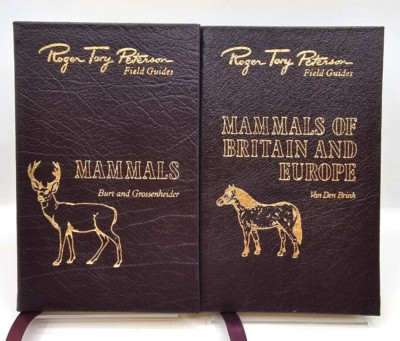 Roger Tory Peterson
Field Guides
MAMMALS
Burt and Grossenheider
Roger Tory Peterson
Field Guides
MAMMALS OF
BRITAIN AND
EUROPE
Van Den Brink